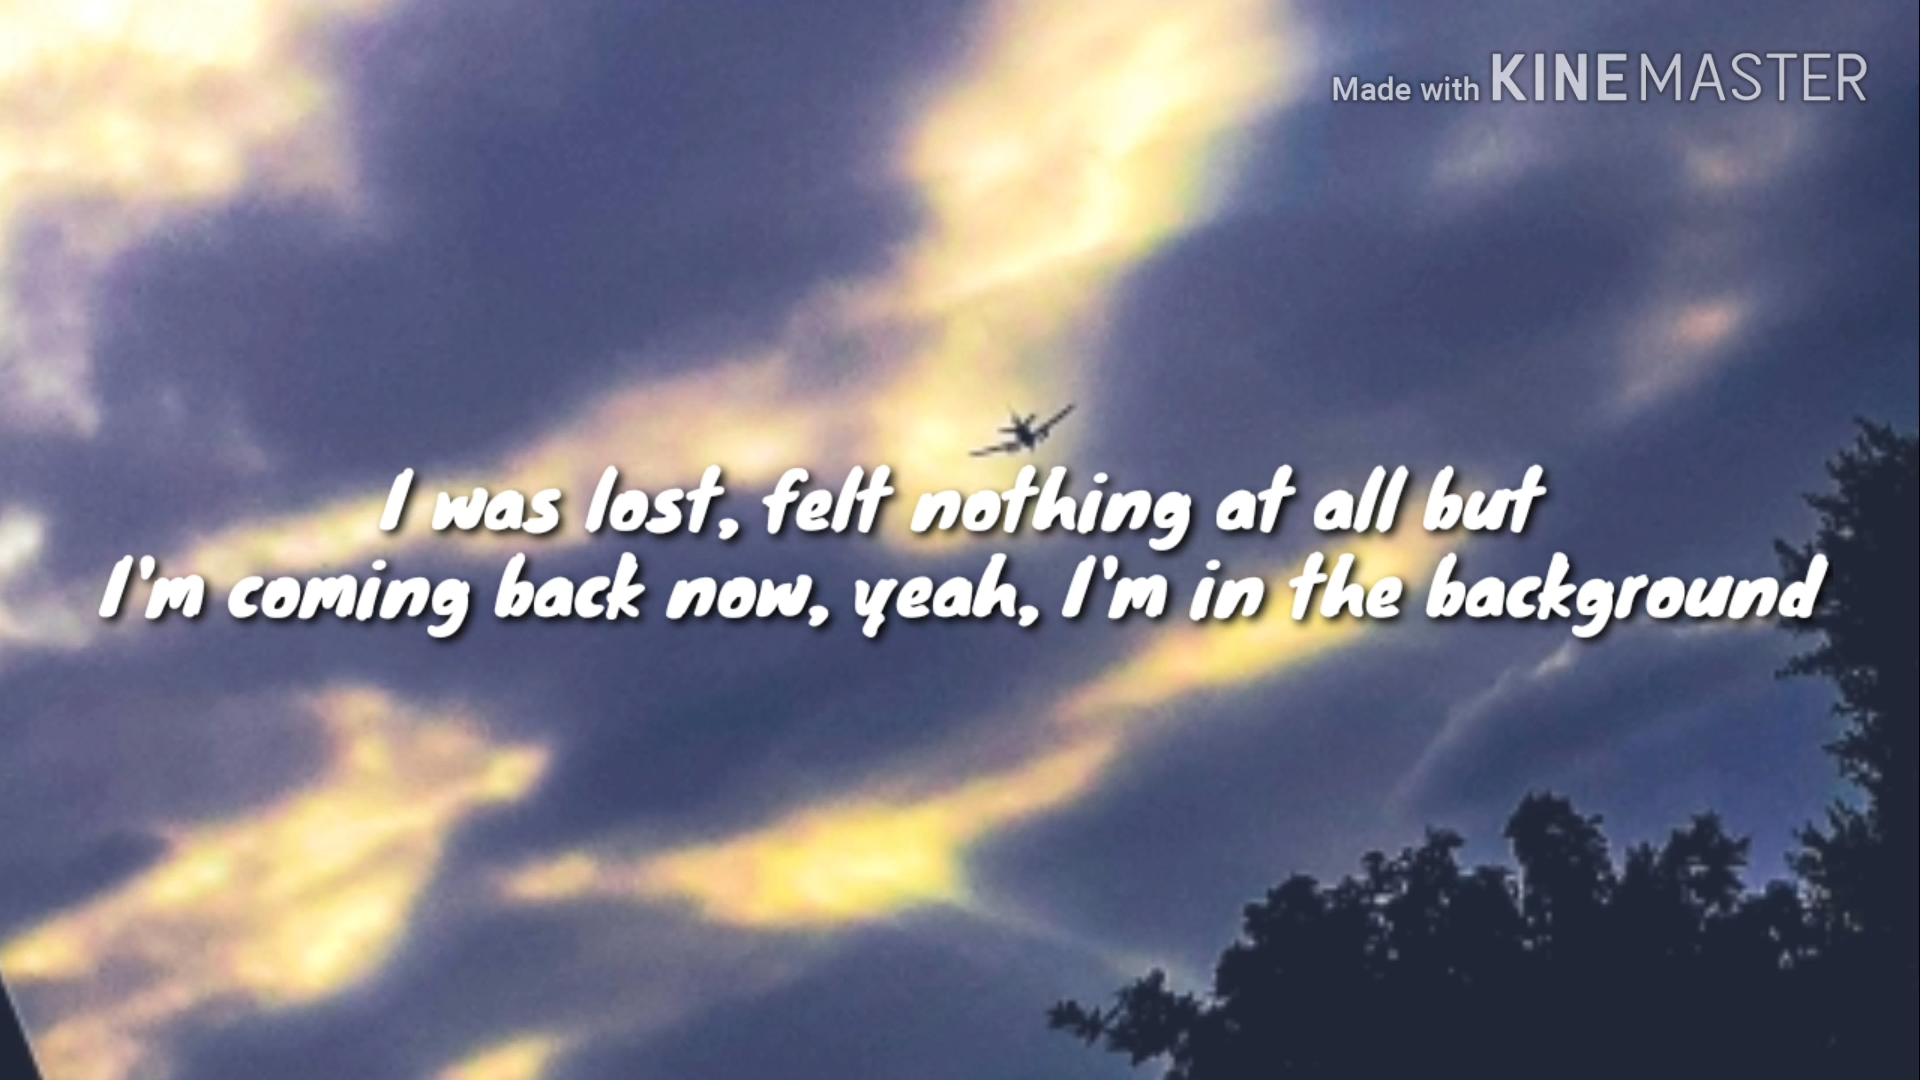 Made with KINEMASTER
I was lost, felt nothing at all but
I'm coming back now, yeah, I'm in the background